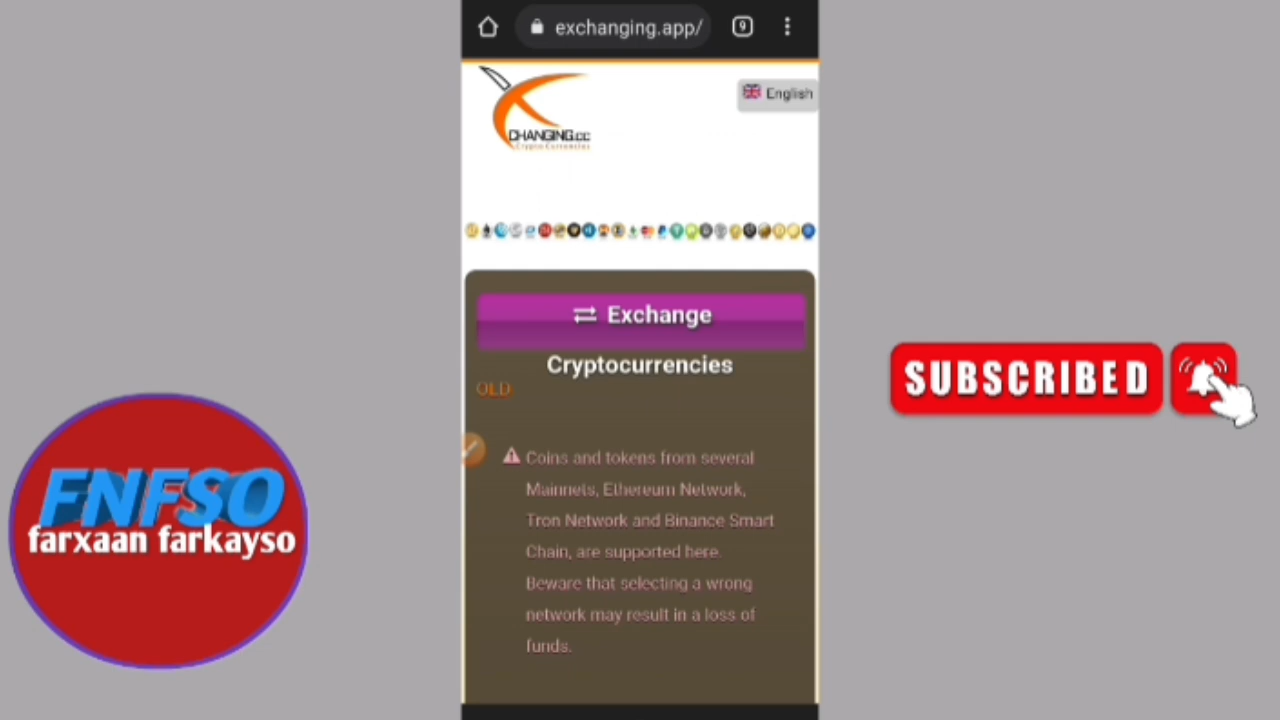 exchanging.app/
9
English
CHANGING.cc
Crypto Currencies
Exchange
Cryptocurrencies
OLD
Coins and tokens from several
Mainnets, Ethereum Network,
Tron Network and Binance Smart
Chain, are supported here.
Beware that selecting a wrong
network may result in a loss of
funds.
SUBSCRIBED
FNFSO
farxaan farkayso